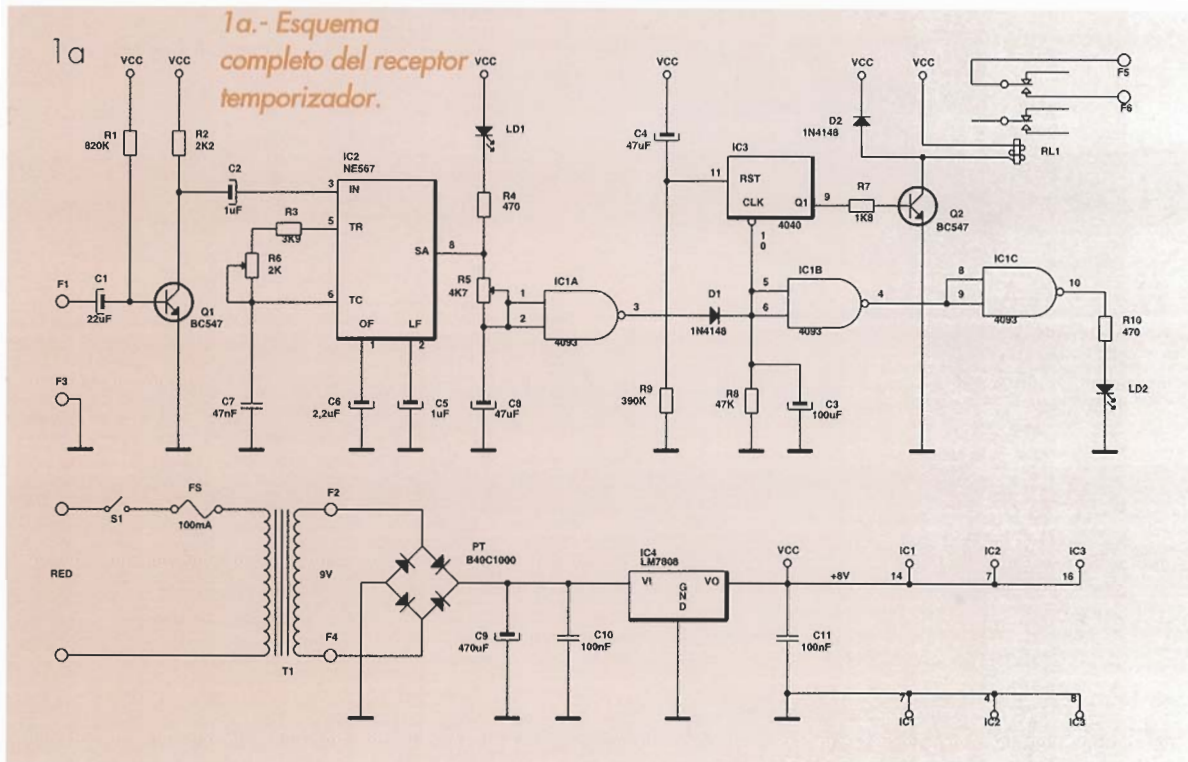 1a
1a.- Esquema
completo del receptor
temporizador.
VCC
VCC
VCC
VCC
VCC
VCC
F5
F6
RL1
R1
820K
R2
2K2
C2
1uF
IC2
NE567
3
IN
5
TR
6
TC
OF
1
LF
2
SA
8
R3
3K9
R6
2K
F1
C1
22uF
Q1
BC547
F3
C7
47nF
C6
2,2uF
C5
1uF
LD1
R4
470
R5
4K7
C8
47uF
IC1A
1
2
3
4093
C4
47uF
R9
390K
IC3
11
RST
CLK
Q1
9
4040
1
0
D1
1N4148
R8
47K
C3
100uF
D2
1N4148
R7
1K8
Q2
BC547
IC1B
5
6
4
4093
IC1C
8
9
10
4093
R10
470
LD2
RED
S1
FS
100mA
T1
9V
F2
F4
PT
B40C1000
C9
470uF
C10
100nF
IC4
LM7808
VI
VO
GND
VCC
+8V
C11
100nF
IC1
14
IC2
7
IC3
16
7
IC1
4
IC2
8
IC3